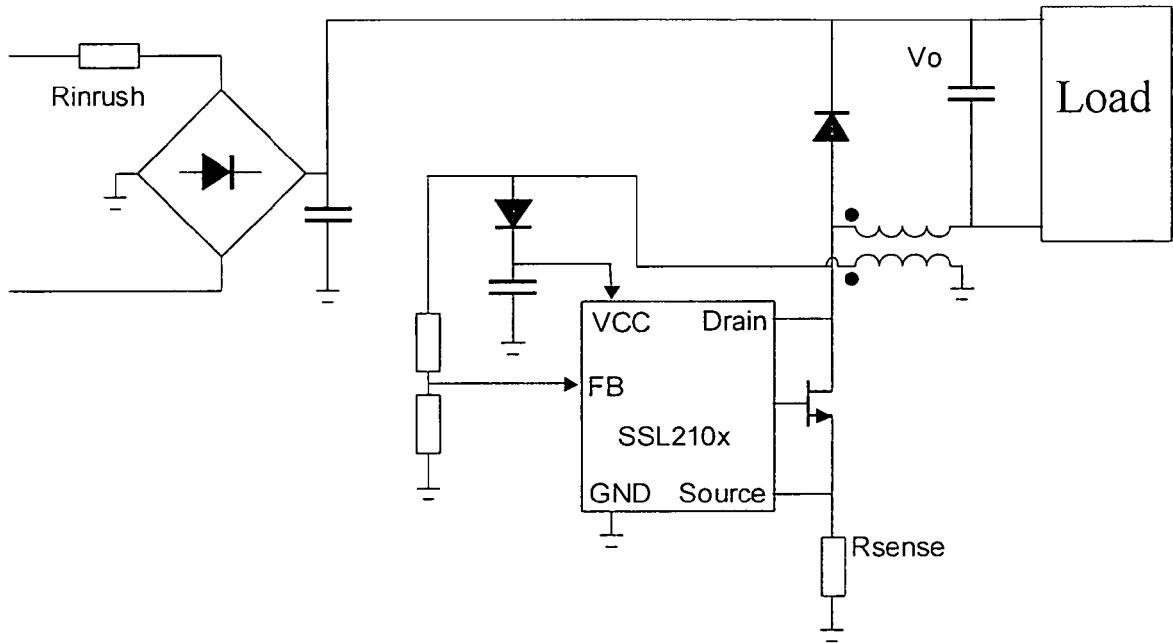 Rinrush
Vo
Load
VCC
Drain
FB
SSL210x
GND
Source
Rsense